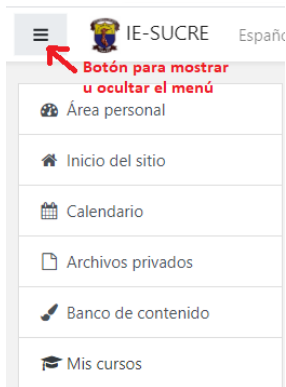 IE-SUCRE Españo
Botón para mostrar
u ocultar el menú
Área personal
Inicio del sitio
Calendario
Archivos privados
Banco de contenido
Mis cursos